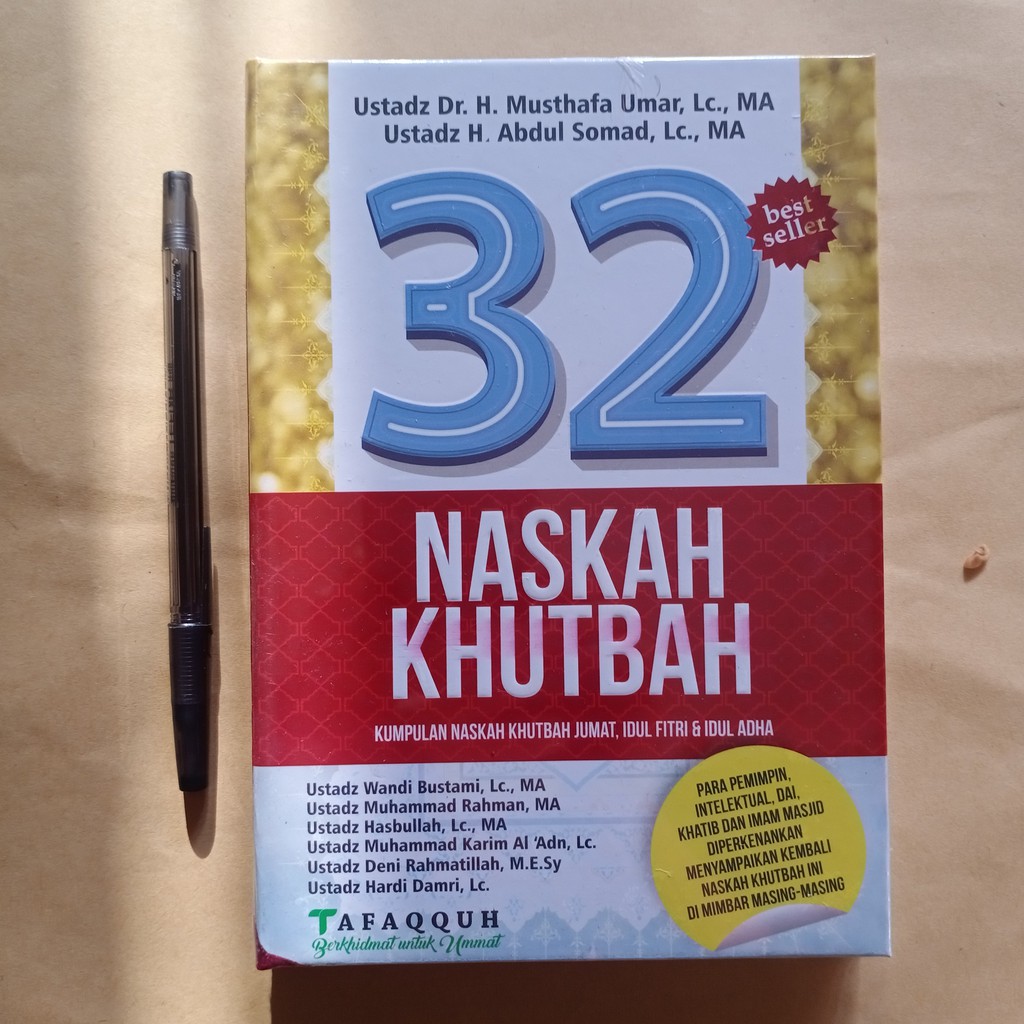 Ustadz Dr. H. Musthafa Umar, Lc., MA
Ustadz H. Abdul Somad, Lc., MA
32
best
seller
NASKAH
KHUTBAH
KUMPULAN NASKAH KHUTBAH JUMAT, IDUL FITRI & IDUL ADHA
Ustadz Wandi Bustami, Lc., MA
Ustadz Muhammad Rahman, MA
Ustadz Hasbullah, Lc., MA
Ustadz Muhammad Karim Al ‘Adn, Lc.
Ustadz Deni Rahmatillah, M.E.Sy
Ustadz Hardi Damri, Lc.
TAFAQQUH
Berkhidmat untuk Ummat
PARA PEMIMPIN,
INTELEKTUAL, DAI,
KHATIB DAN IMAM MASJID
DIPERKENANKAN
MENYAMPAIKAN KEMBALI
NASKAH KHUTBAH INI
DI MIMBAR MASING-MASING